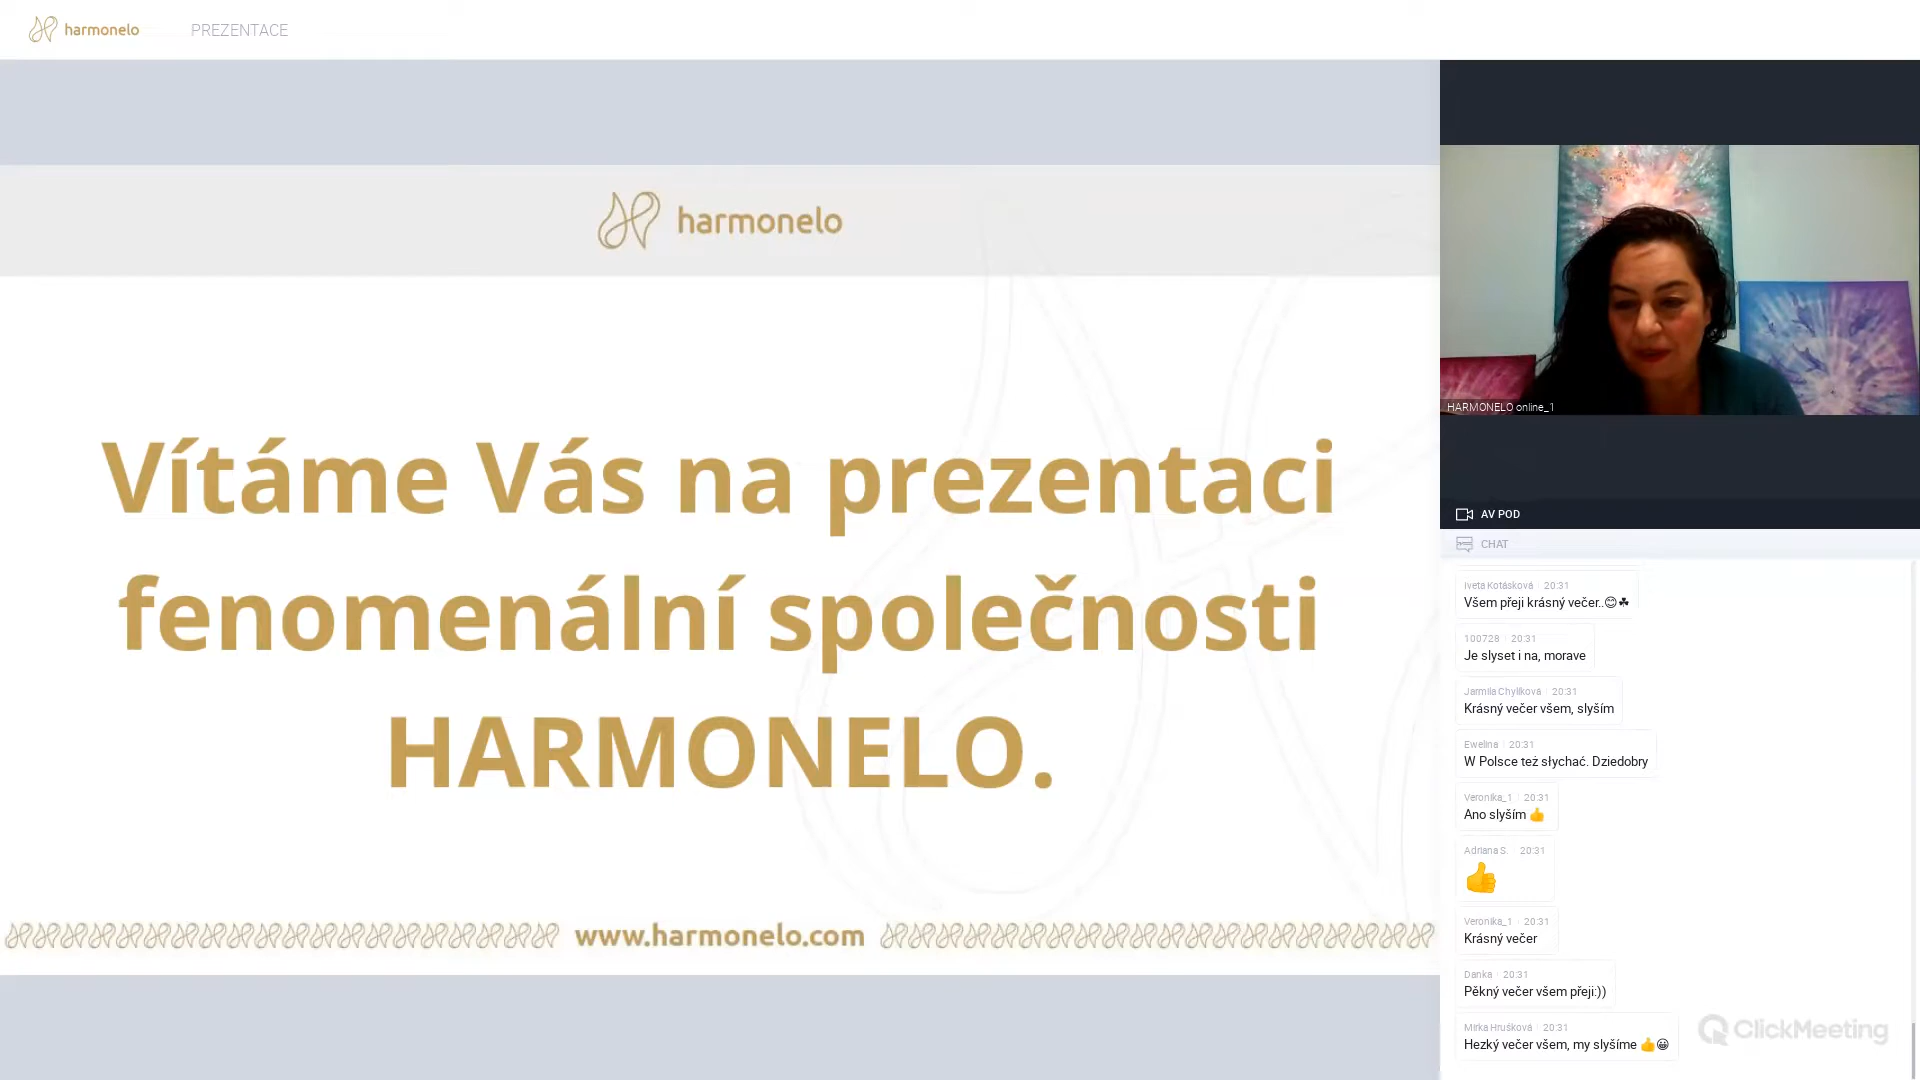 harmonelo
PREZENTACE
harmonelo
Vítáme Vás na prezentaci
fenomenální společnosti
HARMONELO.
www.harmonelo.com
HARMONELO online_1
AV POD
CHAT
Iveta Kotásková 20:31
Všem přeji krásný večer..😊☘
100728 20:31
Je slyset i na, morave
Jarmila Chylíková 20:31
Krásný večer všem, slyším
Ewelina 20:31
W Polsce też słychać. Dziedobry
Veronika_1 20:31
Ano slyším 👍
Adriana S. 20:31
👍
Veronika_1 20:31
Krásný večer
Danka 20:31
Pěkný večer všem přeji:))
Mirka Hrušková 20:31
Hezký večer všem, my slyšíme 👍😀
ClickMeeting